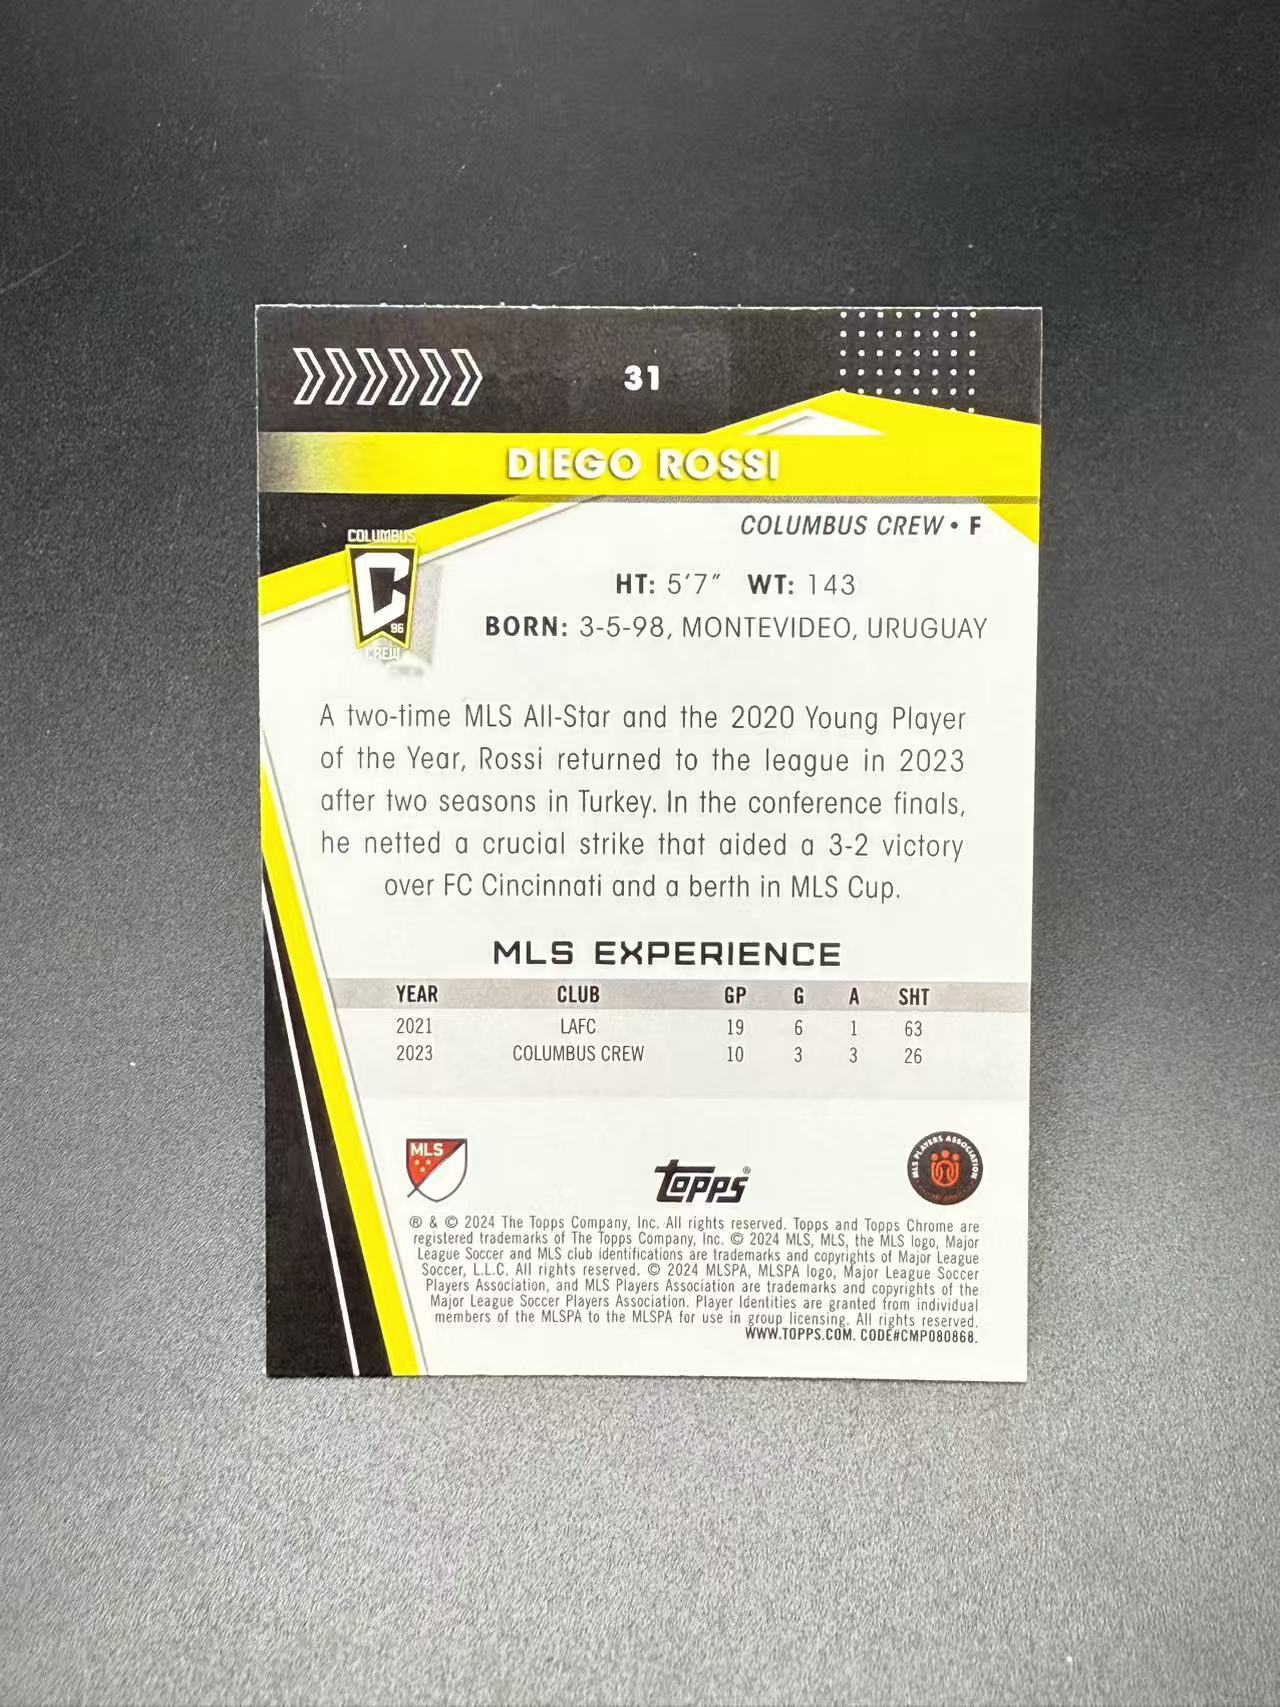 31
DIEGO ROSSI
COLUMBUS CREW • F
COLUMBUS
C
96
CREW
HT: 5'7" WT: 143
BORN: 3-5-98, MONTEVIDEO, URUGUAY
A two-time MLS All-Star and the 2020 Young Player
of the Year, Rossi returned to the league in 2023
after two seasons in Turkey. In the conference finals,
he netted a crucial strike that aided a 3-2 victory
over FC Cincinnati and a berth in MLS Cup.
MLS EXPERIENCE
YEAR CLUB GP G A SHT
2021 LAFC 19 6 1 63
2023 COLUMBUS CREW 10 3 3 26
MLS
Topps®
MLS PLAYERS ASSOCIATION
® & © 2024 The Topps Company, Inc. All rights reserved. Topps and Topps Chrome are
registered trademarks of The Topps Company, Inc. © 2024 MLS, MLS, the MLS logo, Major
League Soccer and MLS club identifications are trademarks and copyrights of Major League
Soccer, L.L.C. All rights reserved. © 2024 MLSPA, MLSPA logo, Major League Soccer
Players Association, and MLS Players Association are trademarks and copyrights of the
Major League Soccer Players Association. Player Identities are granted from individual
members of the MLSPA to the MLSPA for use in group licensing. All rights reserved.
WWW.TOPPS.COM. CODE#CMP080868.